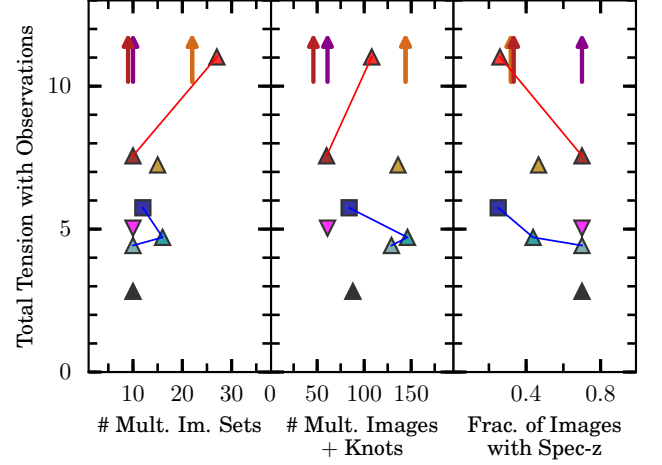 Total Tension with Observations
10
5
0
10 20 30 0 50 100 150 0.4 0.8
# Mult. Im. Sets # Mult. Images Frac. of Images
+ Knots with Spec-z